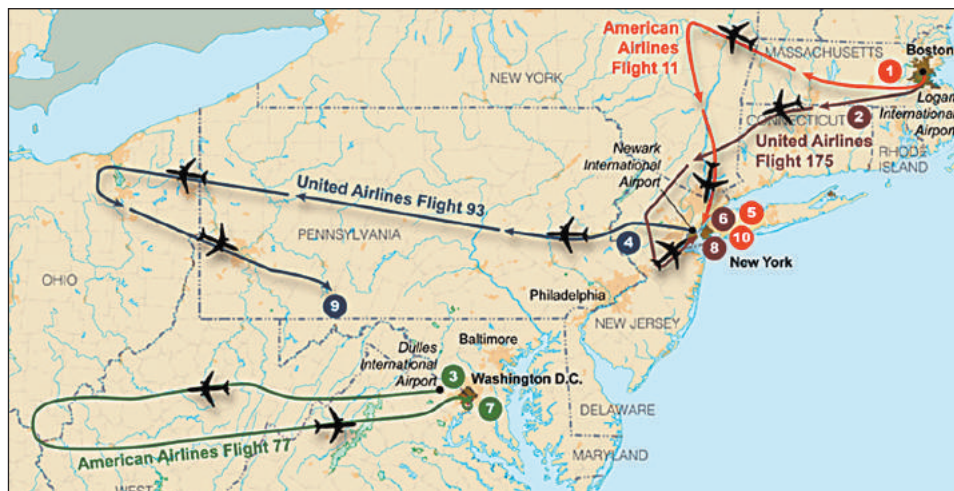 American
Airlines
Flight 11
MASSACHUSETTS
Boston
1
NEW YORK
Logan
International
Airport
2
CONNECTICUT
United Airlines
Flight 175
RHODE
ISLAND
Newark
International
Airport
United Airlines Flight 93
6
5
4
10
8
New York
PENNSYLVANIA
OHIO
9
Philadelphia
NEW JERSEY
Baltimore
Dulles
International
Airport
3
Washington D.C.
7
DELAWARE
MARYLAND
American Airlines Flight 77
WEST